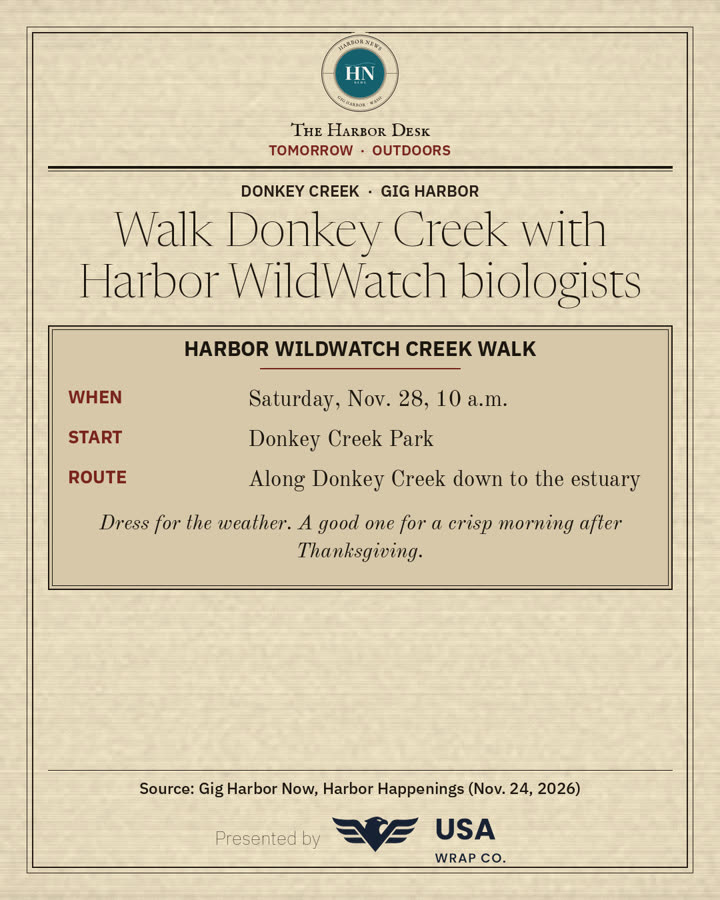 HARBOR NEWS
HN
NEWS
The Harbor Desk
TOMORROW · OUTDOORS
DONKEY CREEK · GIG HARBOR
Walk Donkey Creek with
Harbor WildWatch biologists
HARBOR WILDWATCH CREEK WALK
WHEN Saturday, Nov. 28, 10 a.m.
START Donkey Creek Park
ROUTE Along Donkey Creek down to the estuary
Dress for the weather. A good one for a crisp morning after
Thanksgiving.
Source: Gig Harbor Now, Harbor Happenings (Nov. 24, 2026)
Presented by USA
WRAP CO.